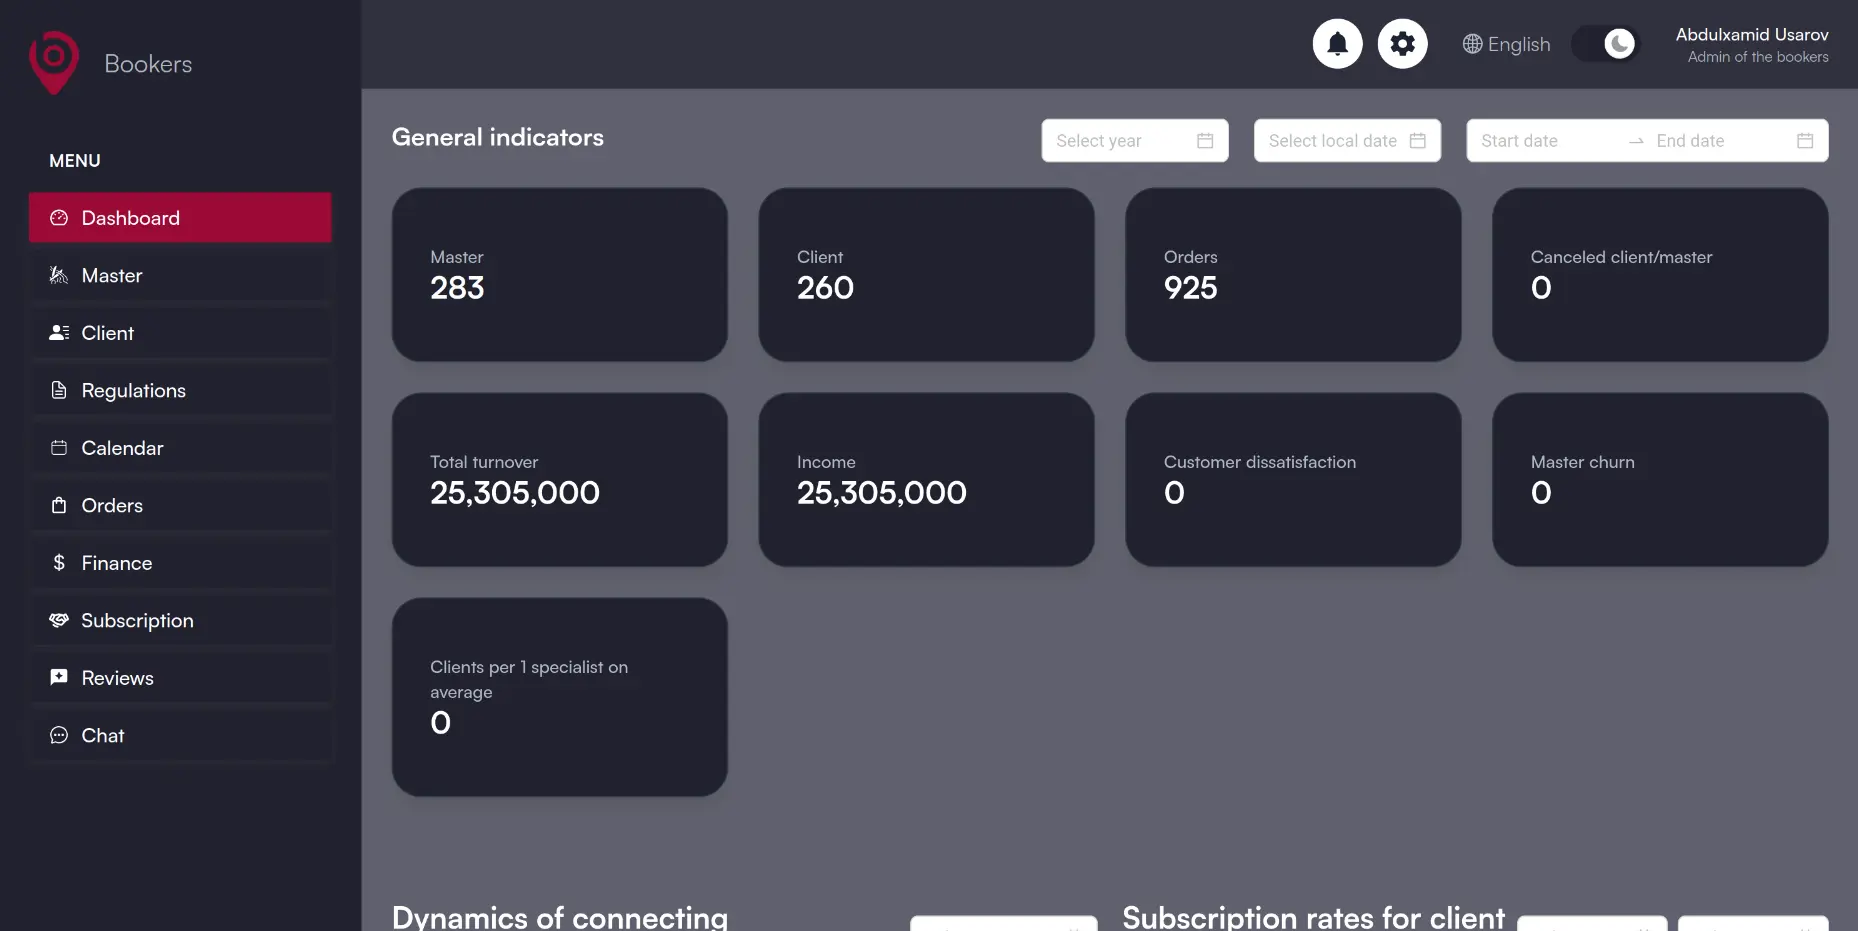 Bookers
English
Abdulxamid Usarov
Admin of the bookers
MENU
Dashboard
Master
Client
Regulations
Calendar
Orders
$ Finance
Subscription
Reviews
Chat
General indicators
Select year
Select local date
Start date → End date
Master
283
Client
260
Orders
925
Canceled client/master
0
Total turnover
25,305,000
Income
25,305,000
Customer dissatisfaction
0
Master churn
0
Clients per 1 specialist on
average
0
Dynamics of connecting
Subscription rates for client